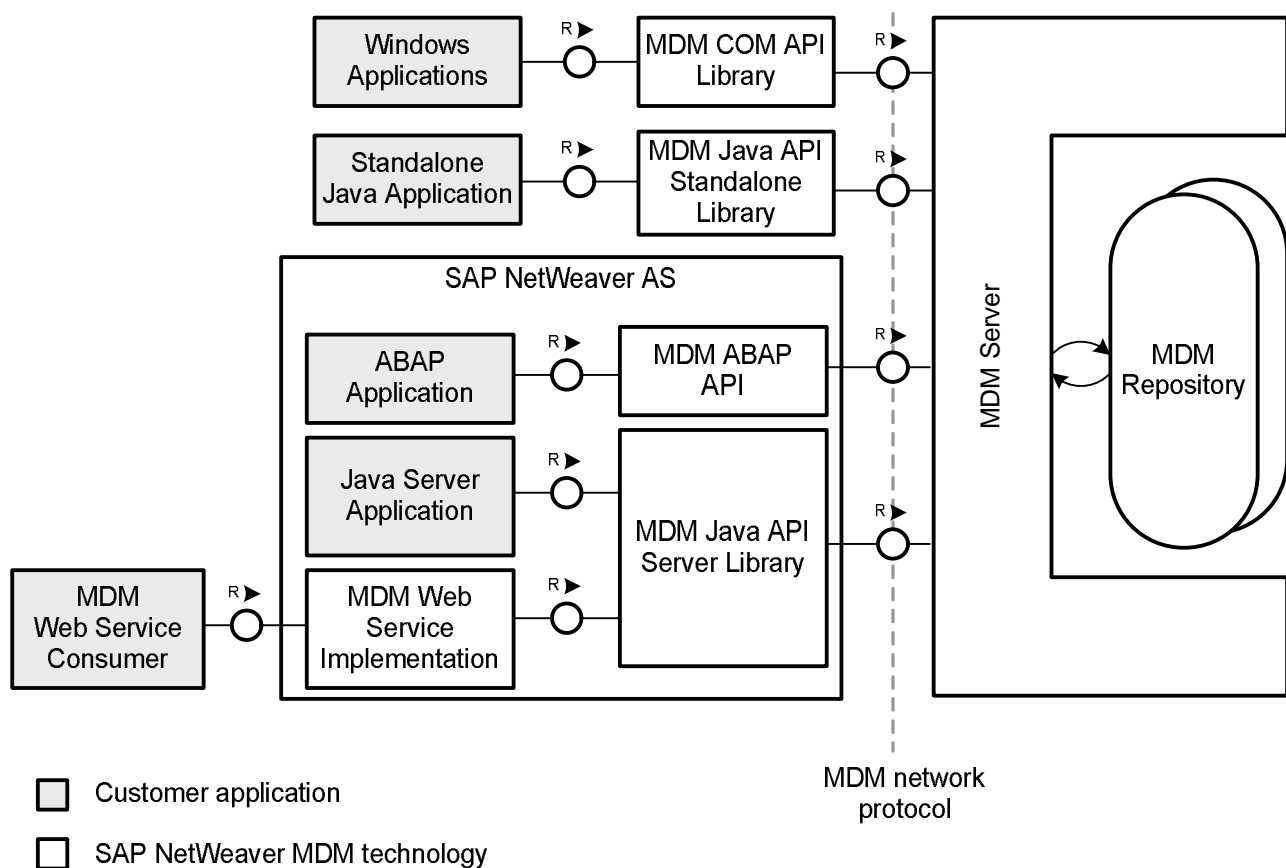 R
Windows
Applications
MDM COM API
Library
R
R
Standalone
Java Application
MDM Java API
Standalone
Library
R
SAP NetWeaver AS
R
ABAP
Application
MDM ABAP
API
R
R
Java Server
Application
MDM Java API
Server Library
R
R
MDM
Web Service
Consumer
R
MDM Web
Service
Implementation
MDM Server
MDM
Repository
MDM network
protocol
Customer application
SAP NetWeaver MDM technology